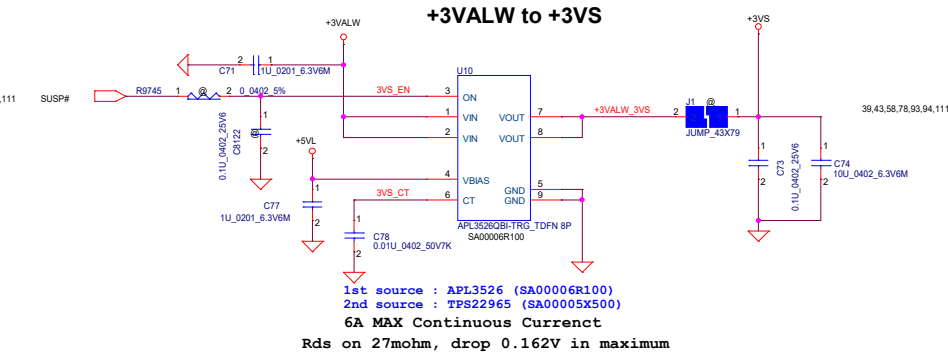 +3VALW to +3VS
+3VALW
+3VS
2 1
C71
1U_0201_6.3V6M
U10
,111
SUSP#
R9745
1 @ 2
0_0402_5%
3VS_EN
3 ON
1 VIN
2 VIN
VOUT 7
VOUT 8
+3VALW_3VS
J1 @
2 2 1 1
JUMP_43X79
39,43,58,78,93,94,111
1
@
2
0.1U_0402_25V6
C8122
+5VL
4 VBIAS
6 CT
GND 5
GND 9
3VS_CT
1
C77
1U_0201_6.3V6M
2
1
C78
0.01U_0402_50V7K
2
APL3526QBI-TRG_TDFN 8P
SA00006R100
1
C73
0.1U_0402_25V6
2
1
C74
10U_0402_6.3V6M
2
1st source : APL3526 (SA00006R100)
2nd source : TPS22965 (SA00005X500)
6A MAX Continuous Currenct
Rds on 27mohm, drop 0.162V in maximum